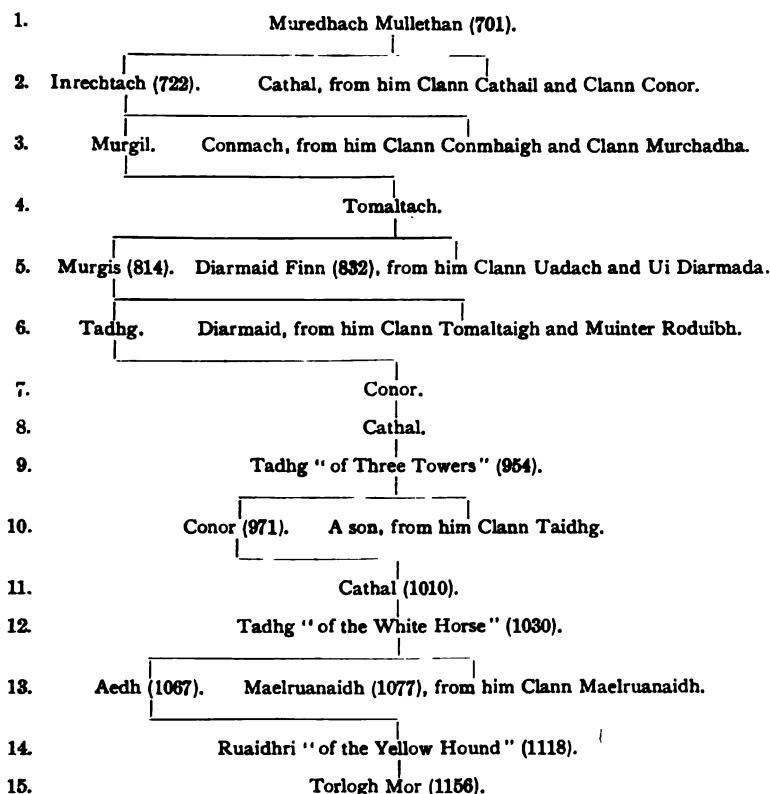 1. Muredhach Mullethan (701).
2. Inrechtach (722). Cathal, from him Clann Cathail and Clann Conor.
3. Murgil. Conmach, from him Clann Conmhaigh and Clann Murchadha.
4. Tomaltach.
5. Murgis (814). Diarmaid Finn (832), from him Clann Uadach and Ui Diarmada.
6. Tadhg. Diarmaid, from him Clann Tomaltaigh and Muinter Roduibh.
7. Conor.
8. Cathal.
9. Tadhg “of Three Towers” (954).
10. Conor (971). A son, from him Clann Taidhg.
11. Cathal (1010).
12. Tadhg “of the White Horse” (1030).
13. Aedh (1067). Maelruanaidh (1077), from him Clann Maelruanaidh.
14. Ruaidhri “of the Yellow Hound” (1118).
15. Torlogh Mor (1156).